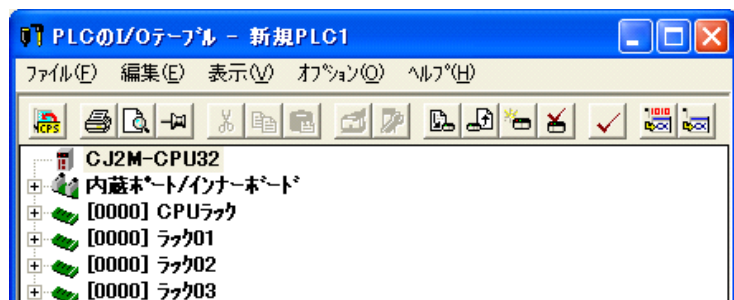 PLCのI/Oテーブル - 新規PLC1
ファイル(F) 編集(E) 表示(V) オプション(O) ヘルプ(H)
CPS 1010
CJ2M-CPU32
内蔵ポート/インナーボード
[0000] CPUラック
[0000] ラック01
[0000] ラック02
[0000] ラック03